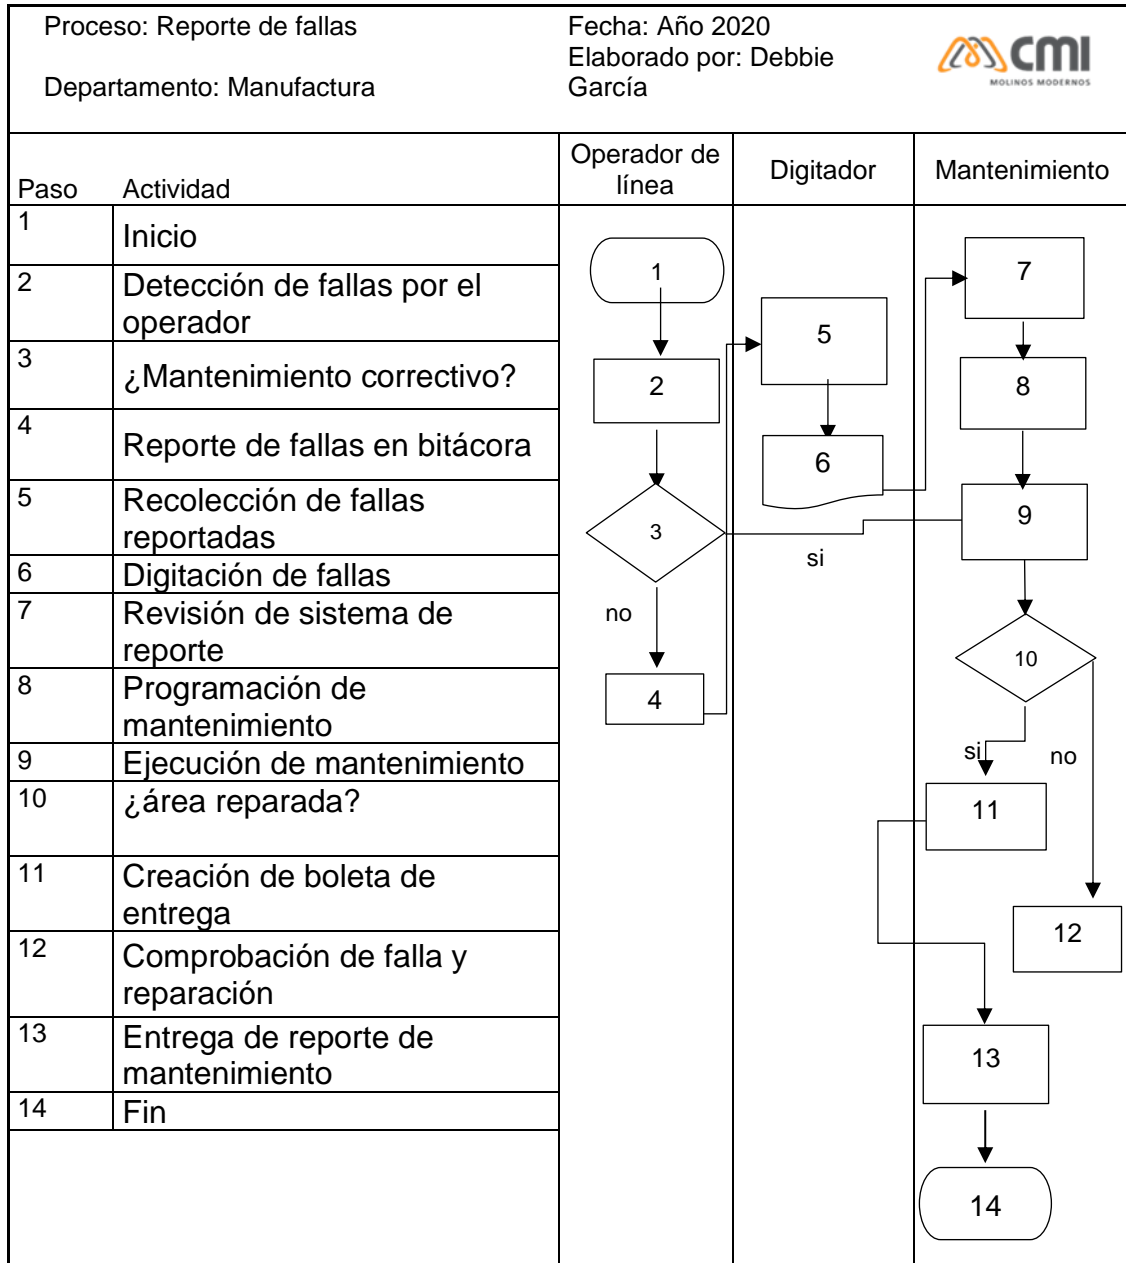 Proceso: Reporte de fallas
Departamento: Manufactura
Fecha: Año 2020
Elaborado por: Debbie
García
cmi
MOLINOS MODERNOS
Paso
Actividad
Operador de
línea
Digitador
Mantenimiento
1
Inicio
2
Detección de fallas por el
operador
3
¿Mantenimiento correctivo?
4
Reporte de fallas en bitácora
5
Recolección de fallas
reportadas
6
Digitación de fallas
7
Revisión de sistema de
reporte
8
Programación de
mantenimiento
9
Ejecución de mantenimiento
10
¿área reparada?
11
Creación de boleta de
entrega
12
Comprobación de falla y
reparación
13
Entrega de reporte de
mantenimiento
14
Fin
1
2
3
no
4
5
6
si
7
8
9
10
si
no
11
12
13
14